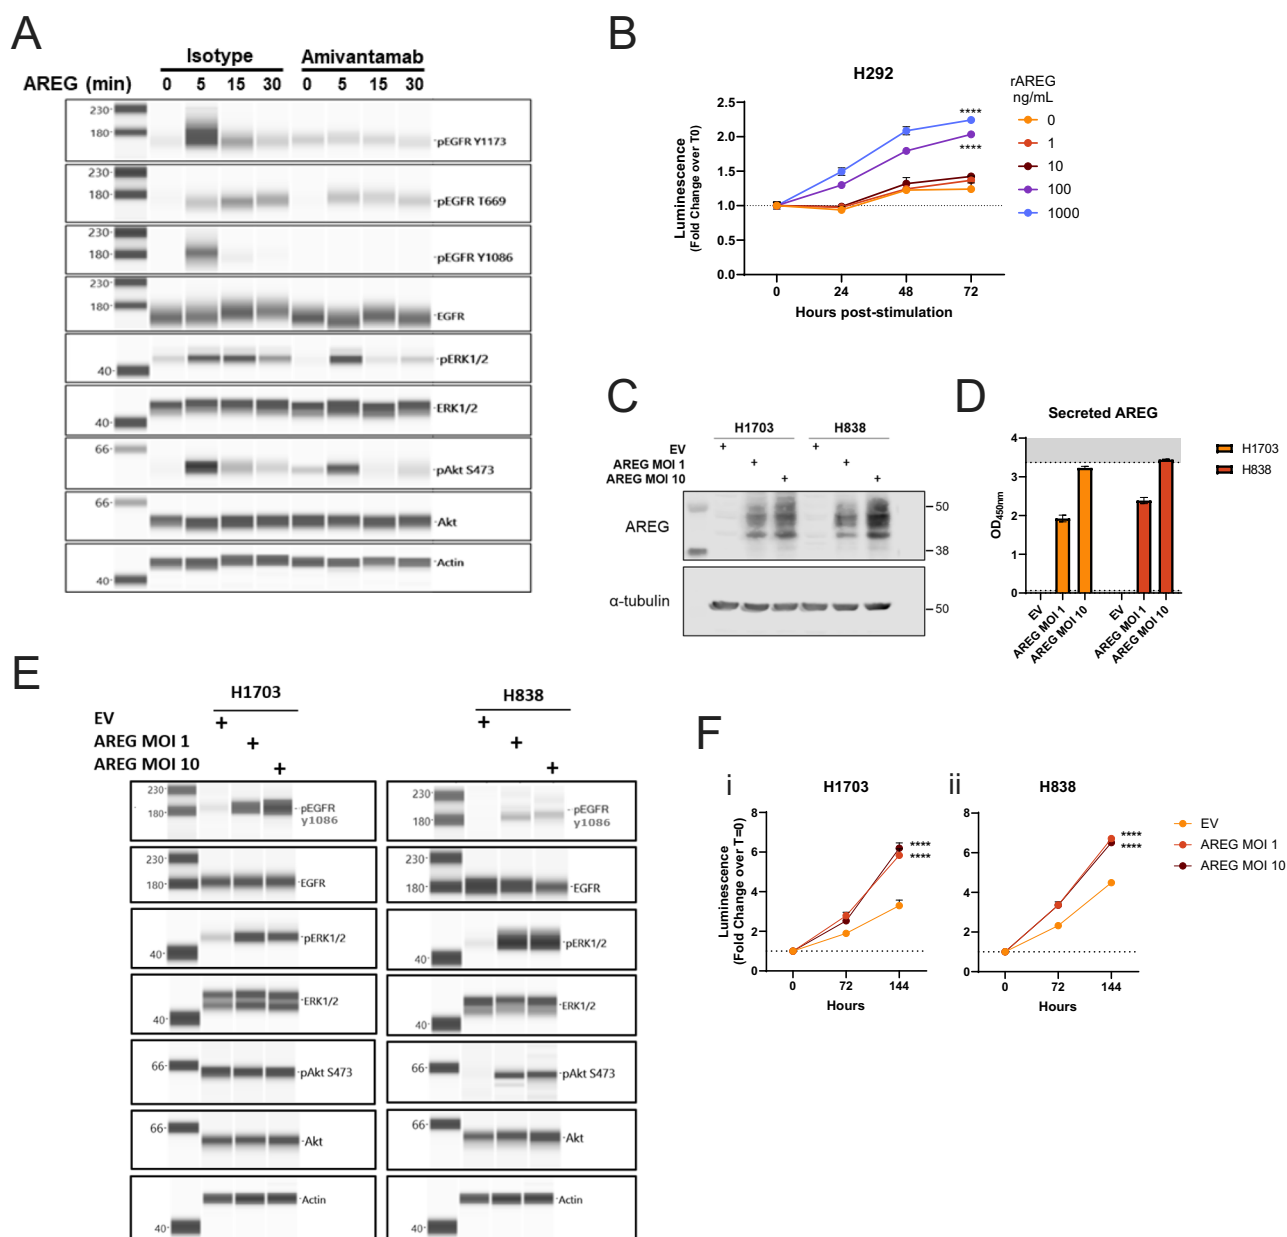 A
Isotype Amivantamab
AREG (min) 0 5 15 30 0 5 15 30
230-
180-
-pEGFR Y1173
230-
180-
-pEGFR T669
230-
180-
-pEGFR Y1086
230-
180-
-EGFR
-pERK1/2
40-
-ERK1/2
40-
66-
-pAkt S473
66-
-Akt
-Actin
40-
B
H292
Luminescence
(Fold Change over T0)
2.5
2.0
1.5
1.0
0.5
0.0
0 24 48 72
Hours post-stimulation
****
****
rAREG
ng/mL
0
1
10
100
1000
C
H1703 H838
EV + +
AREG MOI 1 + +
AREG MOI 10 + +
AREG
50
38
α-tubulin
50
D
Secreted AREG
OD450nm
4
3
2
1
0
EV
AREG MOI 1
AREG MOI 10
EV
AREG MOI 1
AREG MOI 10
H1703
H838
E
H1703 H838
EV + +
AREG MOI 1 + +
AREG MOI 10 + +
230-
180-
-pEGFR
y1086
230-
180-
-EGFR
-pERK1/2
40-
-ERK1/2
40-
66-
-pAkt S473
66-
-Akt
-Actin
40-
230-
180-
-pEGFR
y1086
230-
180-
-EGFR
-pERK1/2
40-
-ERK1/2
40-
66-
-pAkt S473
66-
-Akt
-Actin
40-
F
i
H1703
Luminescence
(Fold Change over T=0)
8
6
4
2
0
0 72 144
Hours
****
****
ii
H838
8
6
4
2
0
0 72 144
Hours
****
****
EV
AREG MOI 1
AREG MOI 10